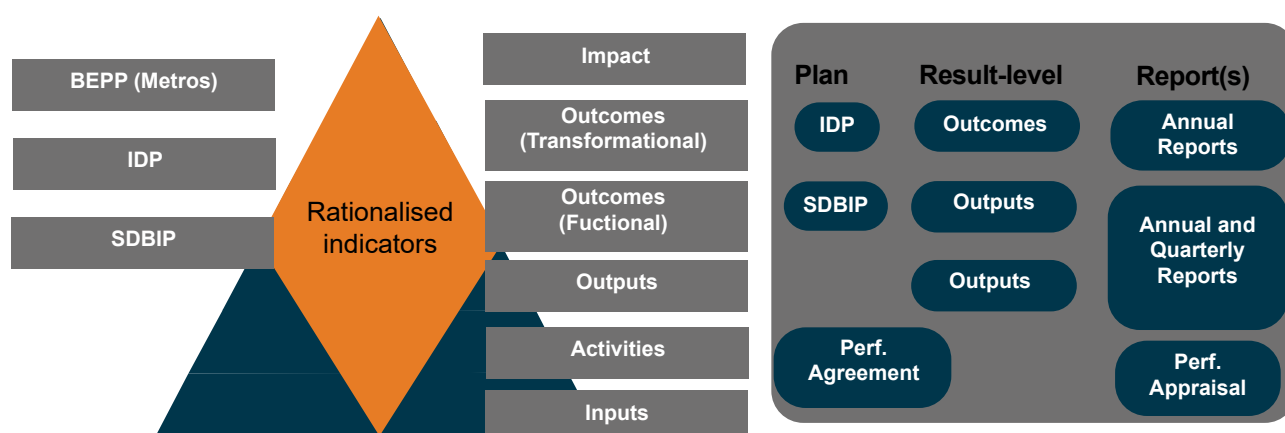 BEPP (Metros)
IDP
SDBIP
Rationalised
indicators
Impact
Outcomes
(Transformational)
Outcomes
(Fuctional)
Outputs
Activities
Inputs
Plan
Result-level
Report(s)
IDP
Outcomes
Annual
Reports
SDBIP
Outputs
Annual and
Quarterly
Reports
Outputs
Perf.
Agreement
Perf.
Appraisal